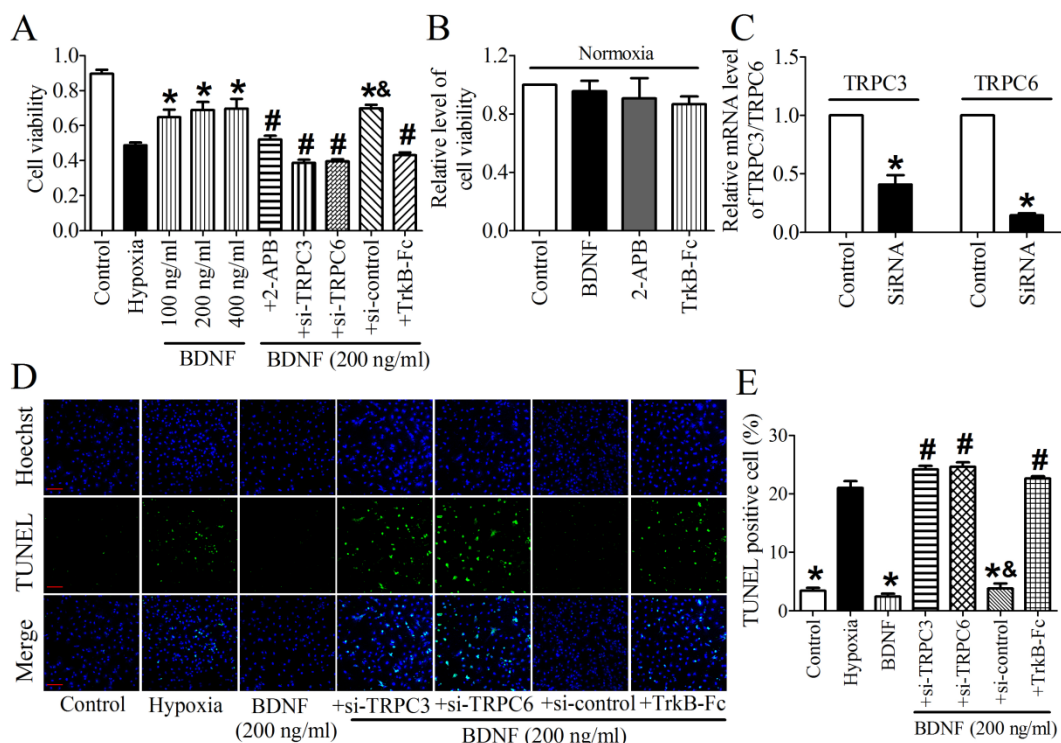 A
Cell viability
1.0
0.8
0.6
0.4
0.2
0.0
* * *
# # #
*&
#
Control
Hypoxia
100 ng/ml
200 ng/ml
400 ng/ml
+2-APB
+si-TRPC3
+si-TRPC6
+si-control
+TrkB-Fc
BDNF
BDNF (200 ng/ml)
B
Relative level of
cell viability
1.2
0.8
0.4
0.0
Normoxia
Control
BDNF
2-APB
TrkB-Fc
C
Relative mRNA level
of TRPC3/TRPC6
1.5
1.0
0.5
0.0
TRPC3
TRPC6
*
*
Control
SiRNA
Control
SiRNA
D
Hoechst
TUNEL
Merge
Control
Hypoxia
BDNF
(200 ng/ml)
+si-TRPC3
+si-TRPC6
+si-control
+TrkB-Fc
BDNF (200 ng/ml)
E
TUNEL positive cell (%)
30
20
10
0
*
*
#
#
*&
#
Control
Hypoxia
BDNF
+si-TRPC3
+si-TRPC6
+si-control
+TrkB-Fc
BDNF (200 ng/ml)